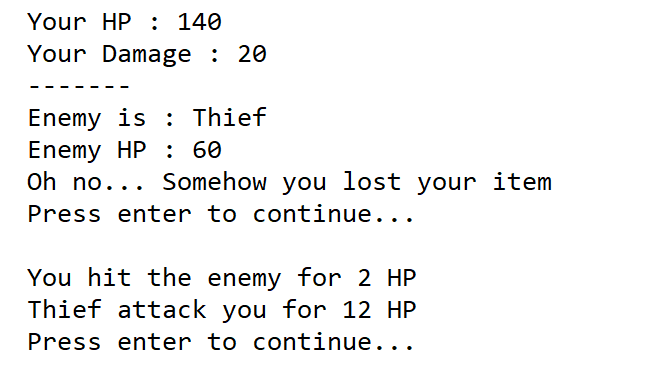 Your HP : 140
Your Damage : 20
-------
Enemy is : Thief
Enemy HP : 60
Oh no... Somehow you lost your item
Press enter to continue...
You hit the enemy for 2 HP
Thief attack you for 12 HP
Press enter to continue...